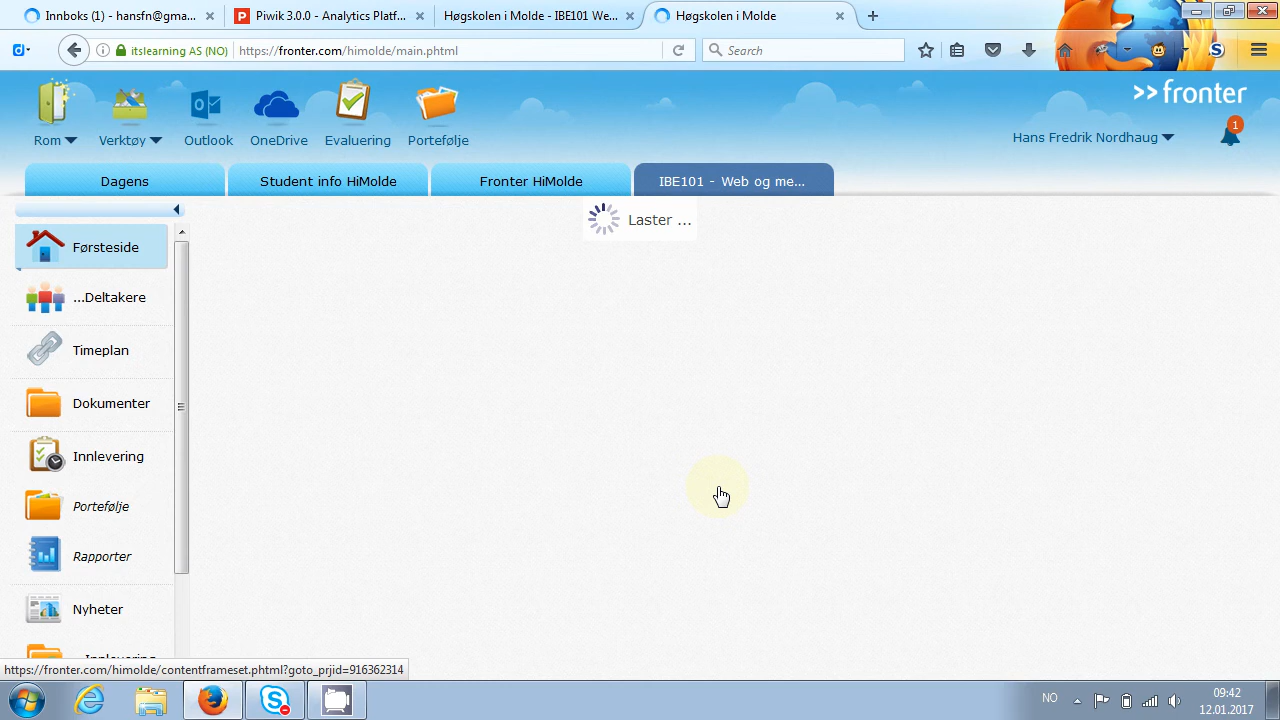 Innboks (1) - hansfn@gma...
Piwik 3.0.0 - Analytics Platf...
Høgskolen i Molde - IBE101 We...
Høgskolen i Molde
itslearning AS (NO)
https://fronter.com/himolde/main.phtml
Search
>>fronter
Rom
Verktøy
Outlook
OneDrive
Evaluering
Portefølje
Hans Fredrik Nordhaug
1
Dagens
Student info HiMolde
Fronter HiMolde
IBE101 - Web og me...
Laster ...
Førsteside
...Deltakere
Timeplan
Dokumenter
Innlevering
Portefølje
Rapporter
Nyheter
https://fronter.com/himolde/contentframeset.phtml?goto_prjid=916362314
NO
09:42
12.01.2017